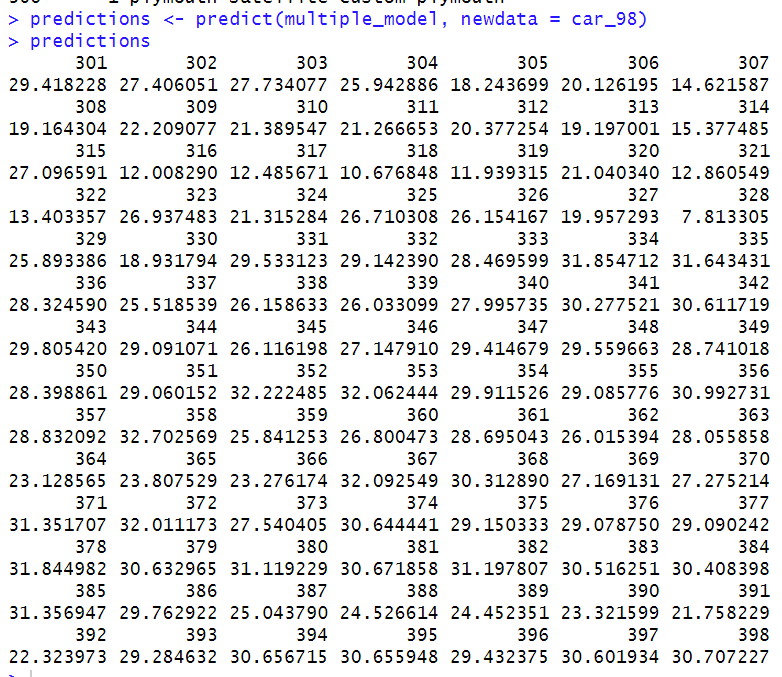 > predictions <- predict(multiple_model, newdata = car_98)
> predictions
301 302 303 304 305 306 307
29.418228 27.406051 27.734077 25.942886 18.243699 20.126195 14.621587
308 309 310 311 312 313 314
19.164304 22.209077 21.389547 21.266653 20.377254 19.197001 15.377485
315 316 317 318 319 320 321
27.096591 12.008290 12.485671 10.676848 11.939315 21.040340 12.860549
322 323 324 325 326 327 328
13.403357 26.937483 21.315284 26.710308 26.154167 19.957293 7.813305
329 330 331 332 333 334 335
25.893386 18.931794 29.533123 29.142390 28.469599 31.854712 31.643431
336 337 338 339 340 341 342
28.324590 25.518539 26.158633 26.033099 27.995735 30.277521 30.611719
343 344 345 346 347 348 349
29.805420 29.091071 26.116198 27.147910 29.414679 29.559663 28.741018
350 351 352 353 354 355 356
28.398861 29.060152 32.222485 32.062444 29.911526 29.085776 30.992731
357 358 359 360 361 362 363
28.832092 32.702569 25.841253 26.800473 28.695043 26.015394 28.055858
364 365 366 367 368 369 370
23.128565 23.807529 23.276174 32.092549 30.312890 27.169131 27.275214
371 372 373 374 375 376 377
31.351707 32.011173 27.540405 30.644441 29.150333 29.078750 29.090242
378 379 380 381 382 383 384
31.844982 30.632965 31.119229 30.671858 31.197807 30.516251 30.408398
385 386 387 388 389 390 391
31.356947 29.762922 25.043790 24.526614 24.452351 23.321599 21.758229
392 393 394 395 396 397 398
22.323973 29.284632 30.656715 30.655948 29.432375 30.601934 30.707227